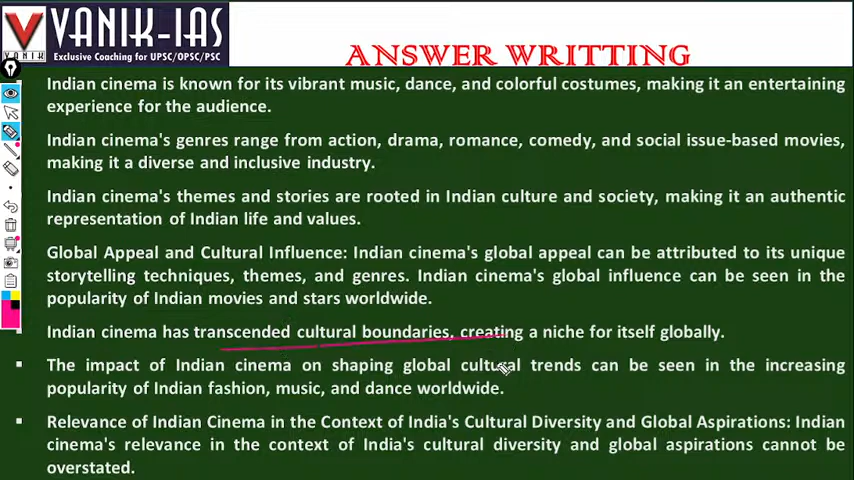 VANIK-IAS
VANIK
Exclusive Coaching for UPSC/OPSC/PSC
ANSWER WRITTING
Indian cinema is known for its vibrant music, dance, and colorful costumes, making it an entertaining
experience for the audience.
Indian cinema's genres range from action, drama, romance, comedy, and social issue-based movies,
making it a diverse and inclusive industry.
Indian cinema's themes and stories are rooted in Indian culture and society, making it an authentic
representation of Indian life and values.
Global Appeal and Cultural Influence: Indian cinema's global appeal can be attributed to its unique
storytelling techniques, themes, and genres. Indian cinema's global influence can be seen in the
popularity of Indian movies and stars worldwide.
Indian cinema has transcended cultural boundaries, creating a niche for itself globally.
▪ The impact of Indian cinema on shaping global cultural trends can be seen in the increasing
popularity of Indian fashion, music, and dance worldwide.
▪ Relevance of Indian Cinema in the Context of India's Cultural Diversity and Global Aspirations: Indian
cinema's relevance in the context of India's cultural diversity and global aspirations cannot be
overstated.